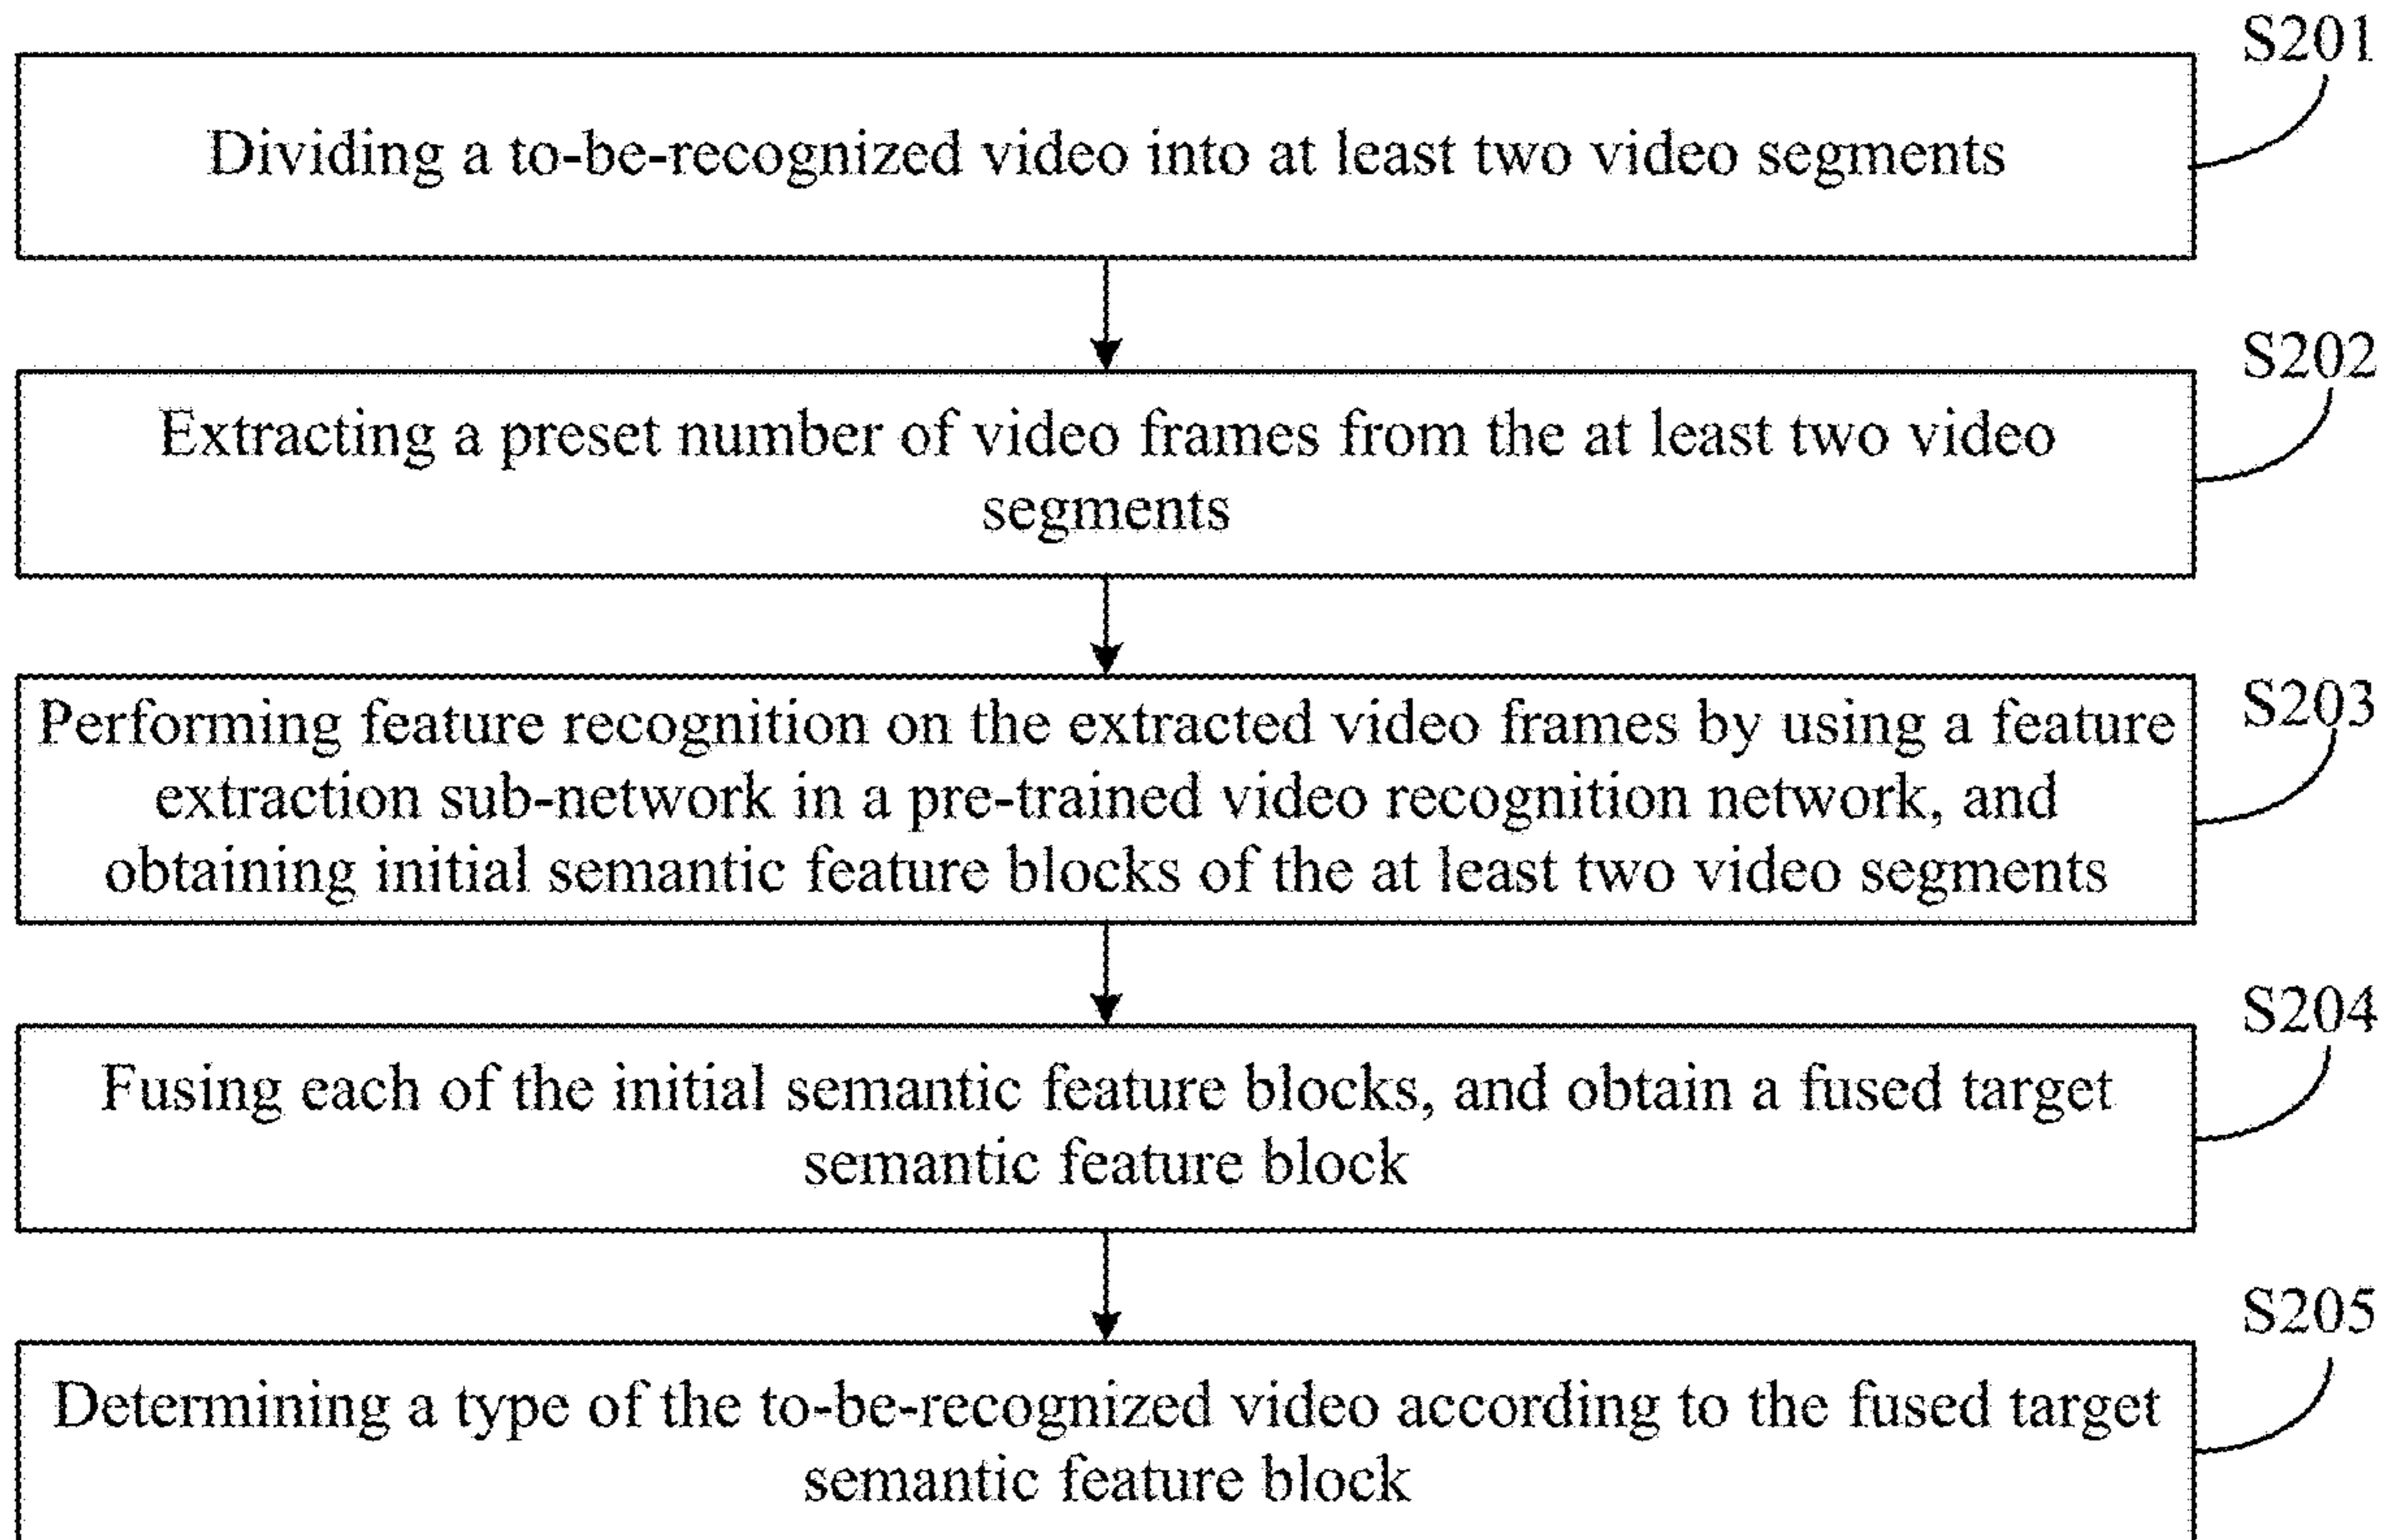 S201
Dividing a to-be-recognized video into at least two video segments
S202
Extracting a preset number of video frames from the at least two video
segments
S203
Performing feature recognition on the extracted video frames by using a feature
extraction sub-network in a pre-trained video recognition network, and
obtaining initial semantic feature blocks of the at least two video segments
S204
Fusing each of the initial semantic feature blocks, and obtain a fused target
semantic feature block
S205
Determining a type of the to-be-recognized video according to the fused target
semantic feature block